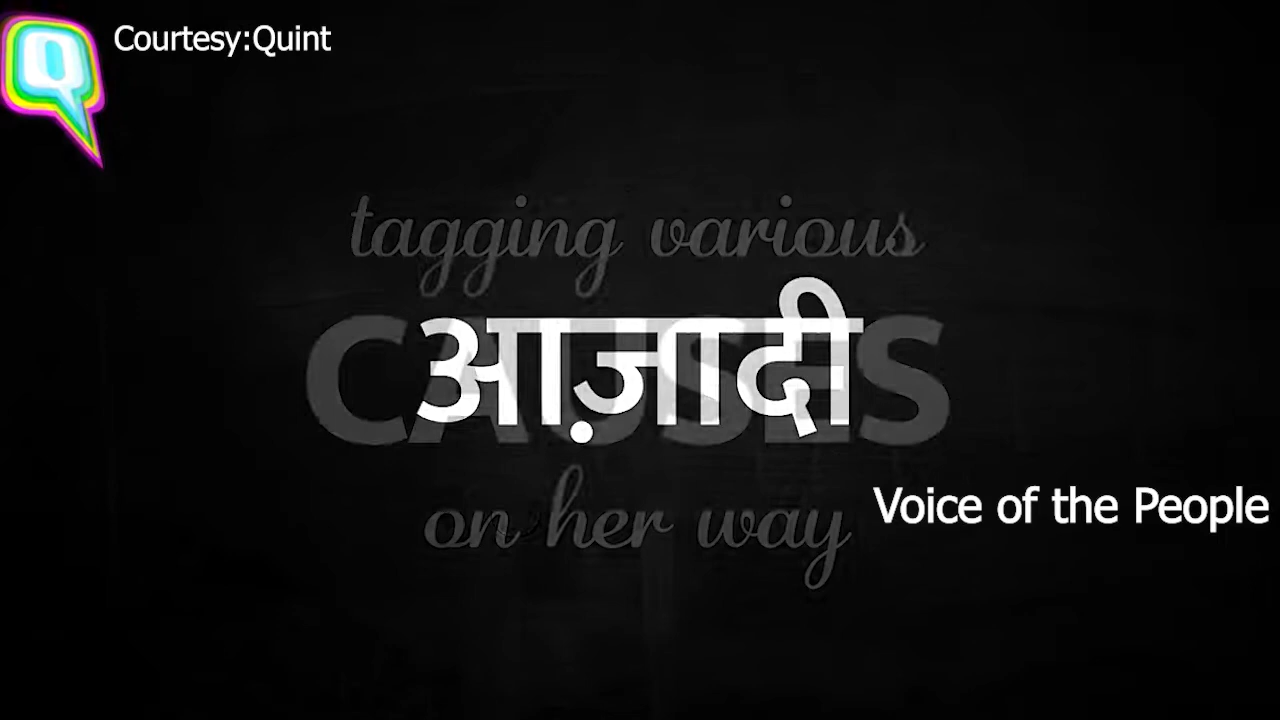 Courtesy:Quint
tagging various
CAUSES
आज़ादी
on her way
Voice of the People